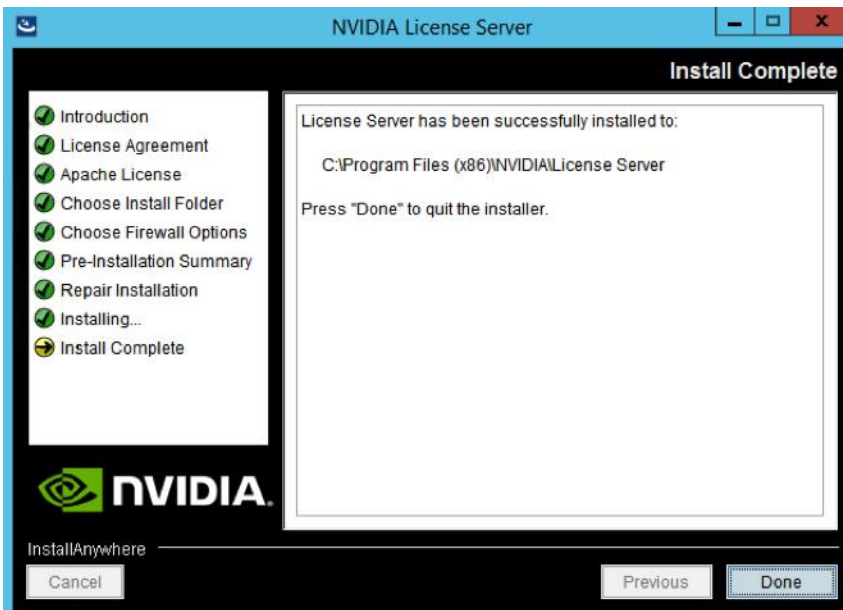 NVIDIA License Server
Install Complete
Introduction
License Agreement
Apache License
Choose Install Folder
Choose Firewall Options
Pre-Installation Summary
Repair Installation
Installing...
Install Complete
License Server has been successfully installed to:
C:\Program Files (x86)\NVIDIA\License Server
Press "Done" to quit the installer.
NVIDIA.
InstallAnywhere
Cancel
Previous
Done